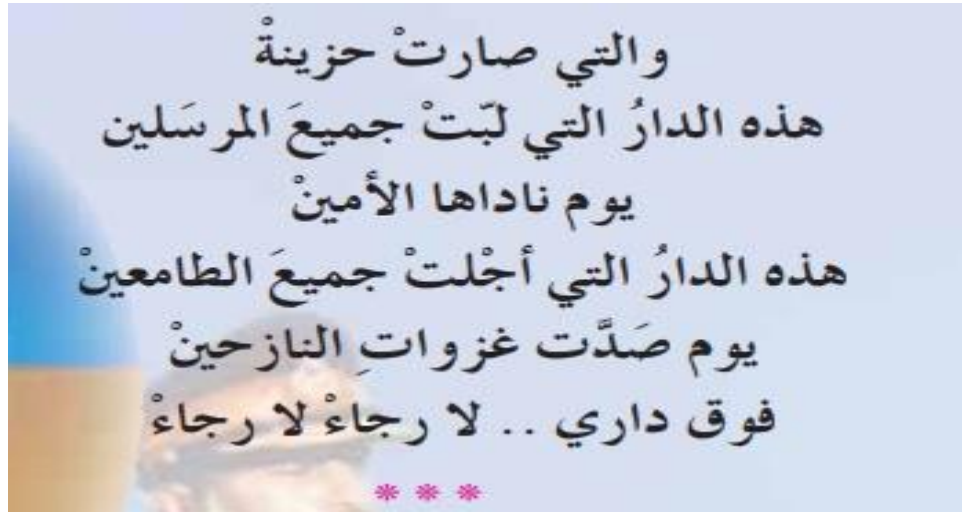 والتي صارتْ حزينةْ
هذه الدارُ التي لبّتْ جميعَ المرسَلين
يوم ناداها الأمينْ
هذه الدارُ التي أجْلتْ جميعَ الطامعينْ
يوم صَدَّت غزواتِ النازحينْ
فوق داري .. لا رجاءْ لا رجاءْ
***